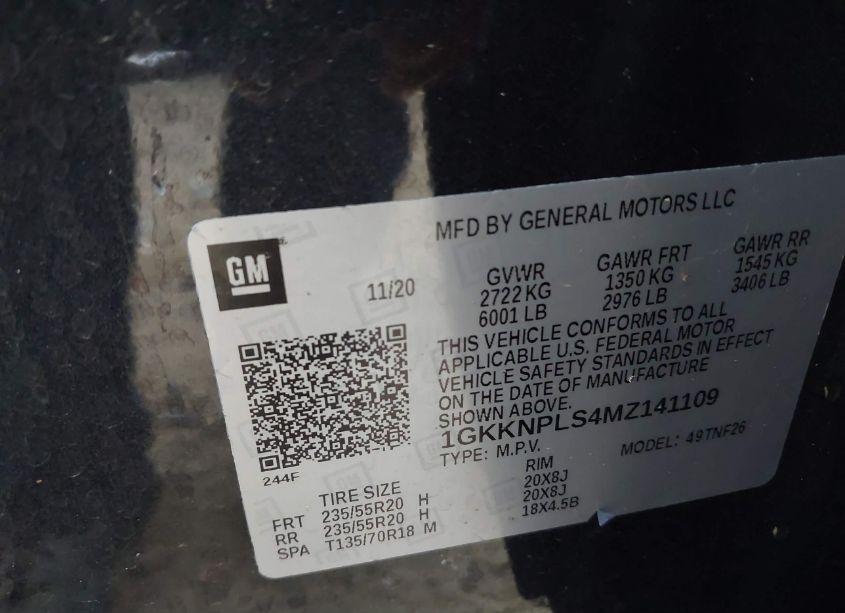 MFD BY GENERAL MOTORS LLC
GM
11/20
GVWR GAWR FRT GAWR RR
2722 KG 1350 KG 1545 KG
6001 LB 2976 LB 3406 LB
THIS VEHICLE CONFORMS TO ALL
APPLICABLE U.S. FEDERAL MOTOR
VEHICLE SAFETY STANDARDS IN EFFECT
ON THE DATE OF MANUFACTURE
SHOWN ABOVE.
1GKKNPLS4MZ141109
TYPE: M.P.V. MODEL: 49TNF26
244F
TIRE SIZE RIM
FRT 235/55R20 H 20X8J
RR 235/55R20 H 20X8J
SPA T135/70R18 M 18X4.5B